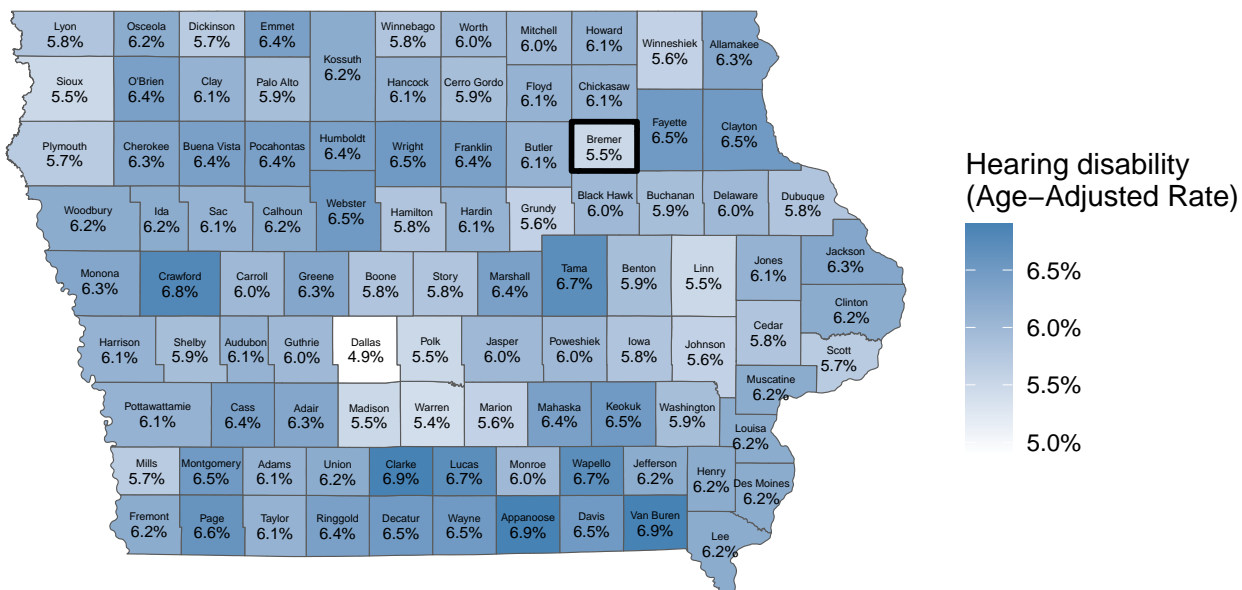 Lyon
5.8%
Osceola
6.2%
Dickinson
5.7%
Emmet
6.4%
Kossuth
6.2%
Winnebago
5.8%
Worth
6.0%
Mitchell
6.0%
Howard
6.1%
Winneshiek
5.6%
Allamakee
6.3%
Sioux
5.5%
O'Brien
6.4%
Clay
6.1%
Palo Alto
5.9%
Hancock
6.1%
Cerro Gordo
5.9%
Floyd
6.1%
Chickasaw
6.1%
Plymouth
5.7%
Cherokee
6.3%
Buena Vista
6.4%
Pocahontas
6.4%
Humboldt
6.4%
Wright
6.5%
Franklin
6.4%
Butler
6.1%
Bremer
5.5%
Fayette
6.5%
Clayton
6.5%
Woodbury
6.2%
Ida
6.2%
Sac
6.1%
Calhoun
6.2%
Webster
6.5%
Hamilton
5.8%
Hardin
6.1%
Grundy
5.6%
Black Hawk
6.0%
Buchanan
5.9%
Delaware
6.0%
Dubuque
5.8%
Monona
6.3%
Crawford
6.8%
Carroll
6.0%
Greene
6.3%
Boone
5.8%
Story
5.8%
Marshall
6.4%
Tama
6.7%
Benton
5.9%
Linn
5.5%
Jones
6.1%
Jackson
6.3%
Clinton
6.2%
Harrison
6.1%
Shelby
5.9%
Audubon
6.1%
Guthrie
6.0%
Dallas
4.9%
Polk
5.5%
Jasper
6.0%
Poweshiek
6.0%
Iowa
5.8%
Johnson
5.6%
Cedar
5.8%
Scott
5.7%
Muscatine
6.2%
Pottawattamie
6.1%
Cass
6.4%
Adair
6.3%
Madison
5.5%
Warren
5.4%
Marion
5.6%
Mahaska
6.4%
Keokuk
6.5%
Washington
5.9%
Louisa
6.2%
Mills
5.7%
Montgomery
6.5%
Adams
6.1%
Union
6.2%
Clarke
6.9%
Lucas
6.7%
Monroe
6.0%
Wapello
6.7%
Jefferson
6.2%
Henry
6.2%
Des Moines
6.2%
Fremont
6.2%
Page
6.6%
Taylor
6.1%
Ringgold
6.4%
Decatur
6.5%
Wayne
6.5%
Appanoose
6.9%
Davis
6.5%
Van Buren
6.9%
Lee
6.2%
Hearing disability
(Age−Adjusted Rate)
6.5%
6.0%
5.5%
5.0%